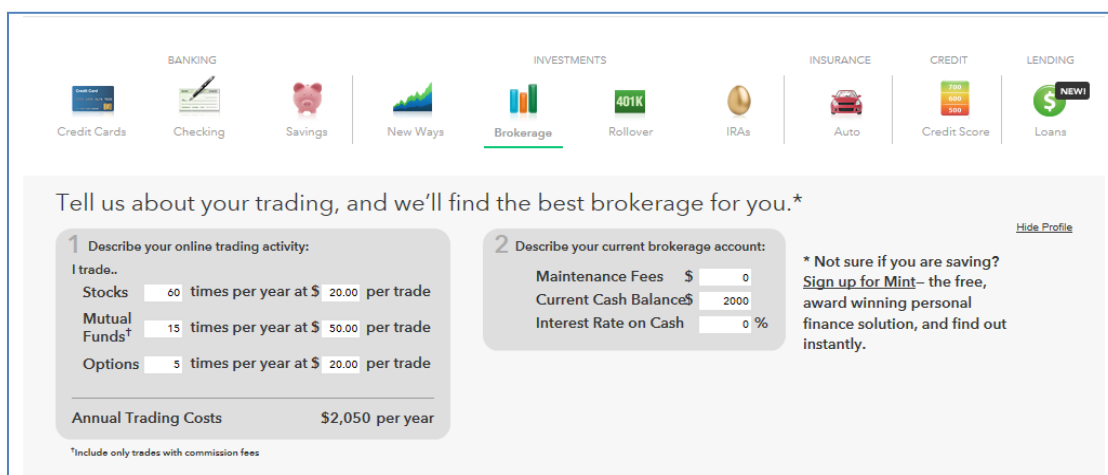 BANKING
INVESTMENTS
INSURANCE
CREDIT
LENDING
Credit Card
401K
700
600
500
$
NEW!
Credit Cards
Checking
Savings
New Ways
Brokerage
Rollover
IRAs
Auto
Credit Score
Loans
Tell us about your trading, and we'll find the best brokerage for you.*
Hide Profile
1 Describe your online trading activity:
I trade..
Stocks 60 times per year at $ 20.00 per trade
Mutual
Funds† 15 times per year at $ 50.00 per trade
Options 5 times per year at $ 20.00 per trade
Annual Trading Costs $2,050 per year
†Include only trades with commission fees
2 Describe your current brokerage account:
Maintenance Fees $ 0
Current Cash Balance$ 2000
Interest Rate on Cash 0 %
* Not sure if you are saving?
Sign up for Mint– the free,
award winning personal
finance solution, and find out
instantly.